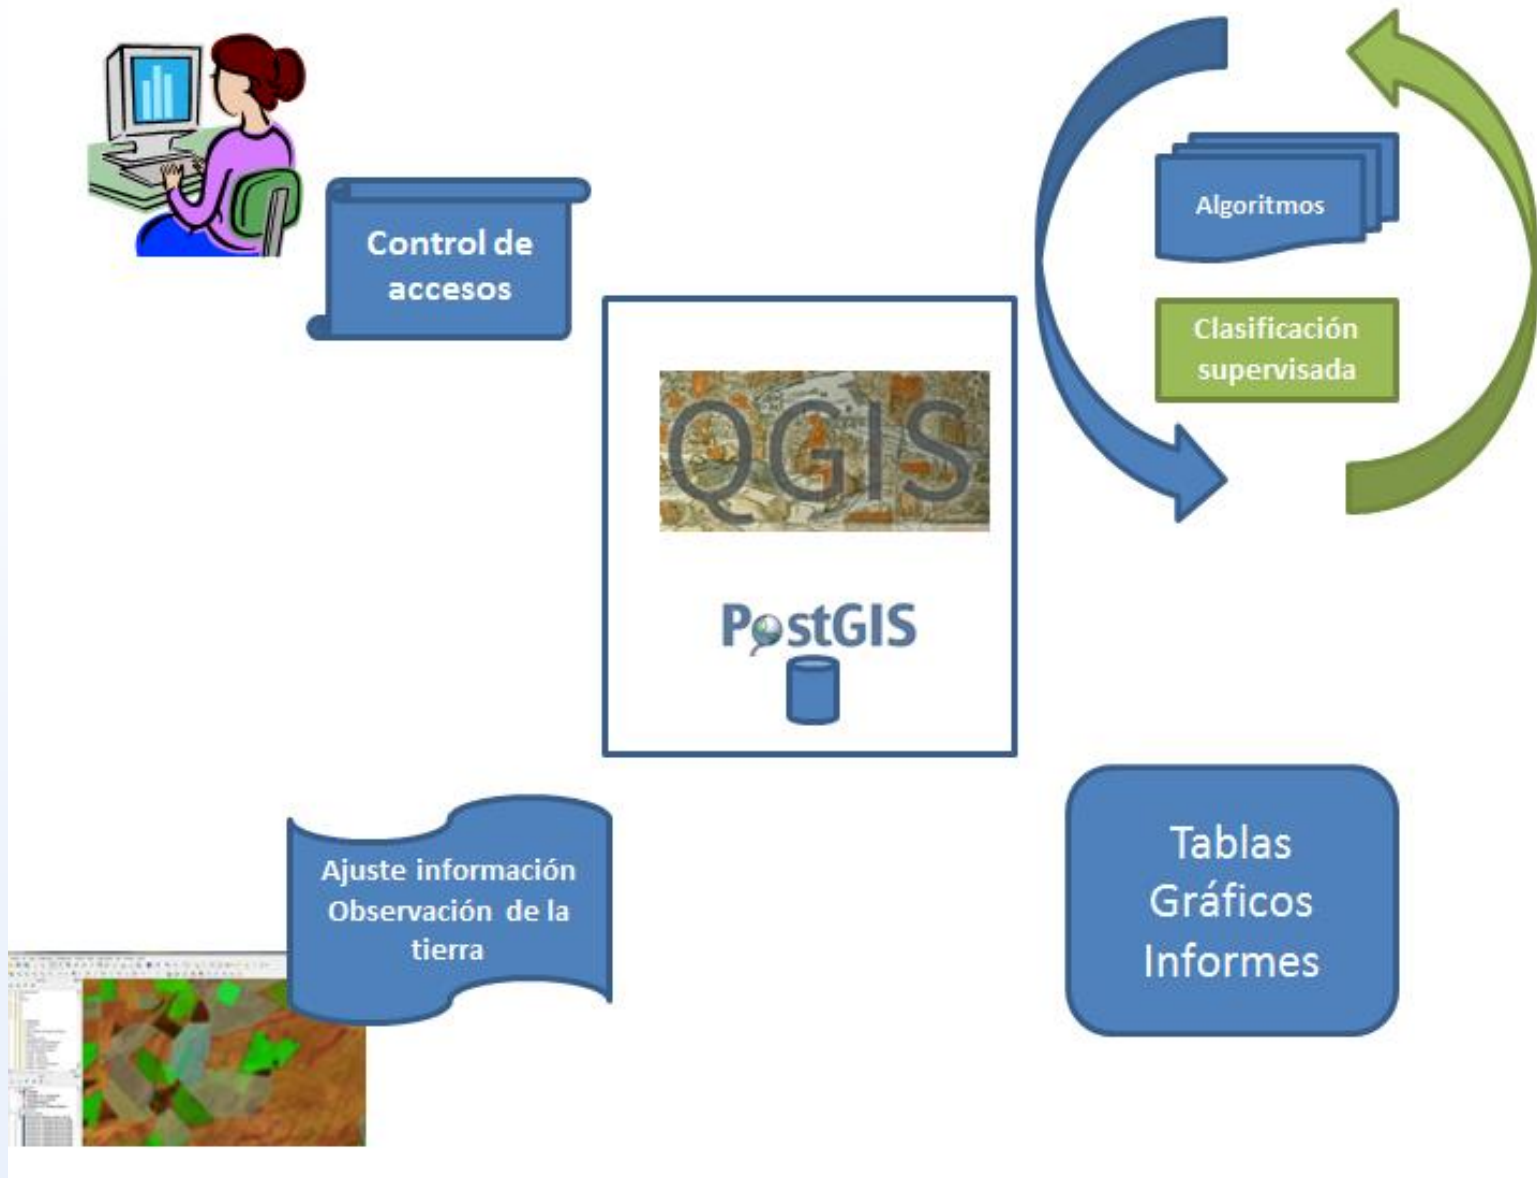 Control de
accesos
Algoritmos
Clasificación
supervisada
QGIS
PostGIS
Ajuste información
Observación de la
tierra
Tablas
Gráficos
Informes